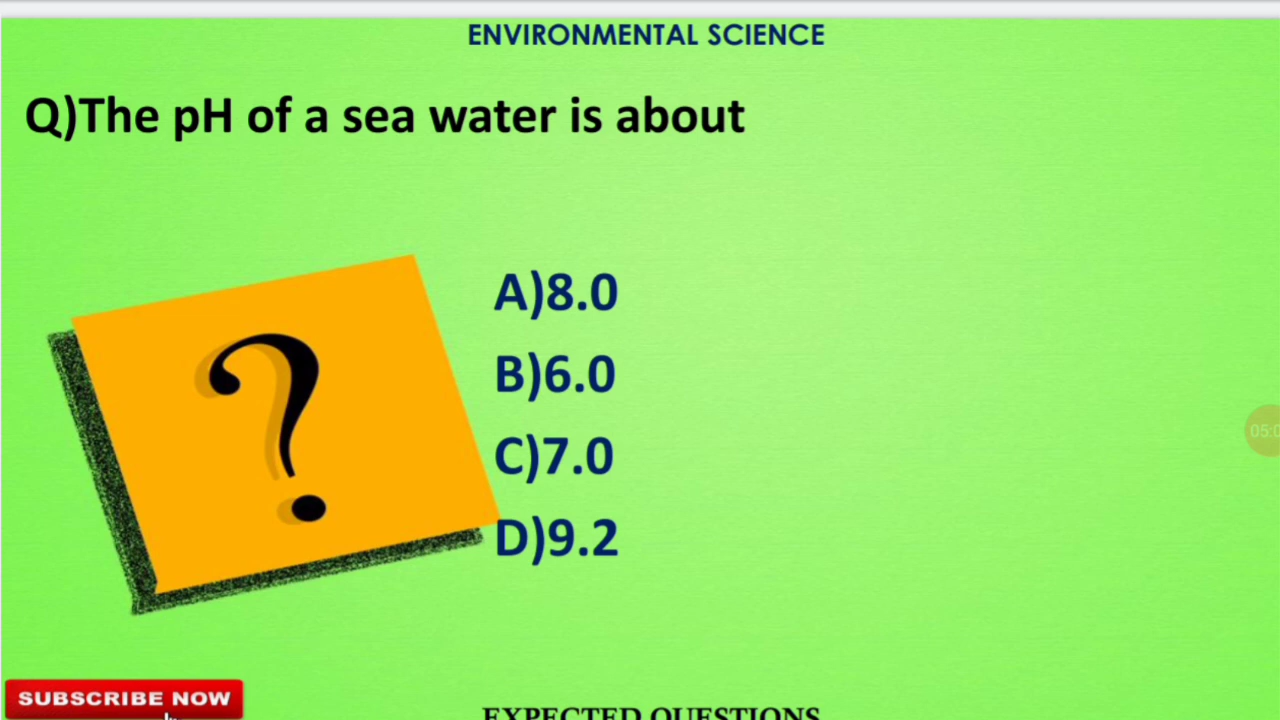 ENVIRONMENTAL SCIENCE
Q)The pH of a sea water is about
?
A)8.0
B)6.0
C)7.0
D)9.2
SUBSCRIBE NOW
EXPECTED QUESTIONS